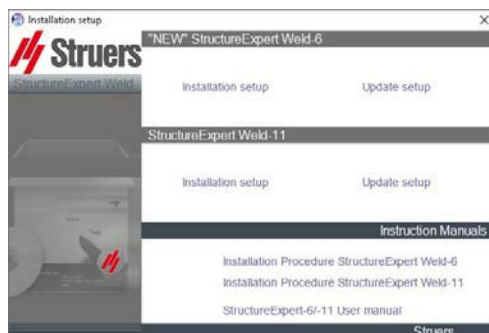 Installation setup
Struers
StructureExpert Weld
"NEW" StructureExpert Weld-6
Installation setup Update setup
StructureExpert Weld-11
Installation setup Update setup
Instruction Manuals
Installation Procedure StructureExpert Weld-6
Installation Procedure StructureExpert Weld-11
StructureExpert-6/-11 User manual
Struers